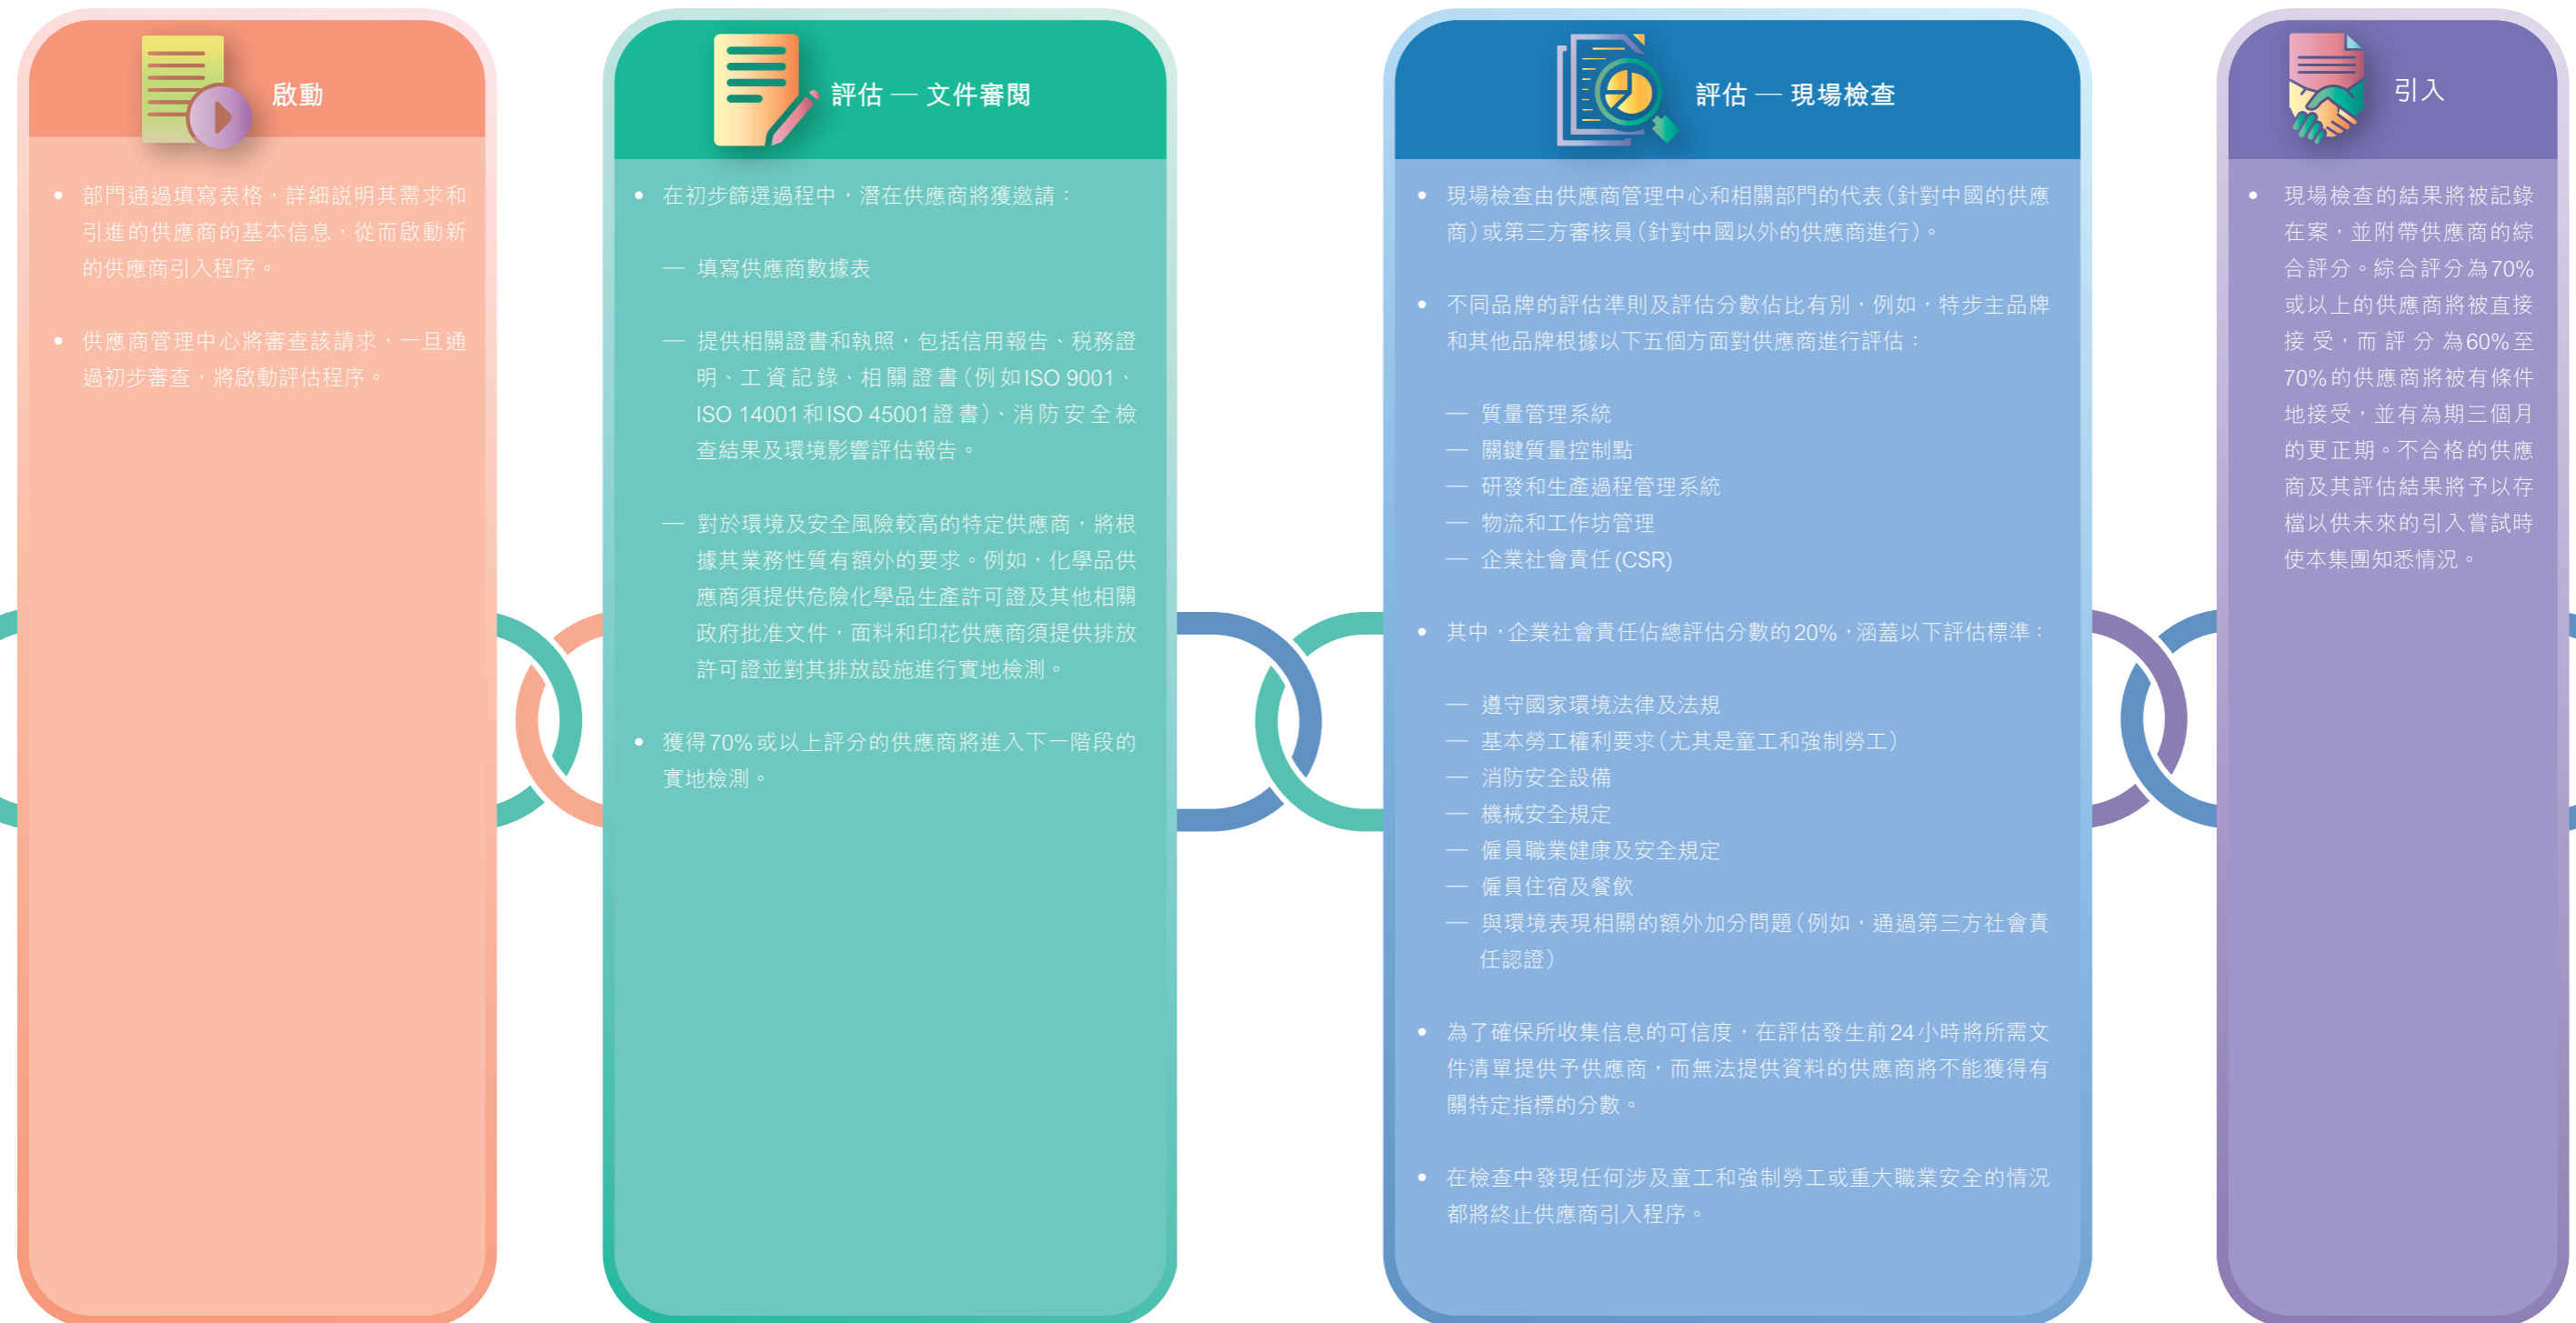 啟動
• 部門通過填寫表格，詳細說明其需求和
引進的供應商的基本信息，從而啟動新
的供應商引入程序。
• 供應商管理中心將審查該請求，一旦通
過初步審查，將啟動評估程序。
評估 — 文件審閱
• 在初步篩選過程中，潛在供應商將獲邀請：
— 填寫供應商數據表
— 提供相關證書和執照，包括信用報告、稅務證
明、工資記錄、相關證書（例如ISO 9001、
ISO 14001和ISO 45001證書）、消防安全檢
查結果及環境影響評估報告。
— 對於環境及安全風險較高的特定供應商，將根
據其業務性質有額外的要求。例如，化學品供
應商須提供危險化學品生產許可證及其他相關
政府批准文件，面料和印花供應商須提供排放
許可證並對其排放設施進行實地檢測。
• 獲得70%或以上評分的供應商將進入下一階段的
實地檢測。
評估 — 現場檢查
• 現場檢查由供應商管理中心和相關部門的代表（針對中國的供應
商）或第三方審核員（針對中國以外的供應商進行）。
• 不同品牌的評估準則及評估分數佔比有別，例如，特步主品牌
和其他品牌根據以下五個方面對供應商進行評估：
— 質量管理系統
— 關鍵質量控制點
— 研發和生產過程管理系統
— 物流和工作坊管理
— 企業社會責任(CSR)
• 其中，企業社會責任佔總評估分數的20%，涵蓋以下評估標準：
— 遵守國家環境法律及法規
— 基本勞工權利要求（尤其是童工和強制勞工）
— 消防安全設備
— 機械安全規定
— 僱員職業健康及安全規定
— 僱員住宿及餐飲
— 與環境表現相關的額外加分問題（例如，通過第三方社會責
任認證）
• 為了確保所收集信息的可信度，在評估發生前24小時將所需文
件清單提供予供應商，而無法提供資料的供應商將不能獲得有
關特定指標的分數。
• 在檢查中發現任何涉及童工和強制勞工或重大職業安全的情況
都將終止供應商引入程序。
引入
• 現場檢查的結果將被記錄
在案，並附帶供應商的綜
合評分。綜合評分為70%
或以上的供應商將被直接
接受，而評分為60%至
70%的供應商將被有條件
地接受，並有為期三個月
的更正期。不合格的供應
商及其評估結果將予以存
檔以供未來的引入嘗試時
使本集團知悉情況。